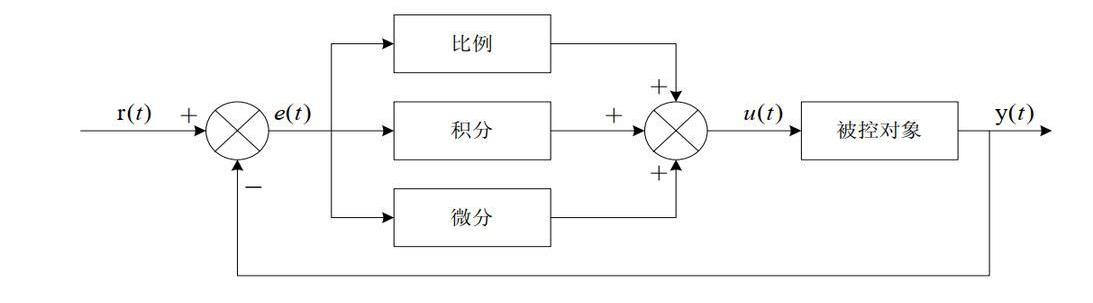 比例
r(t) + e(t) 积分 + + u(t) 被控对象 y(t)
− 微分 +